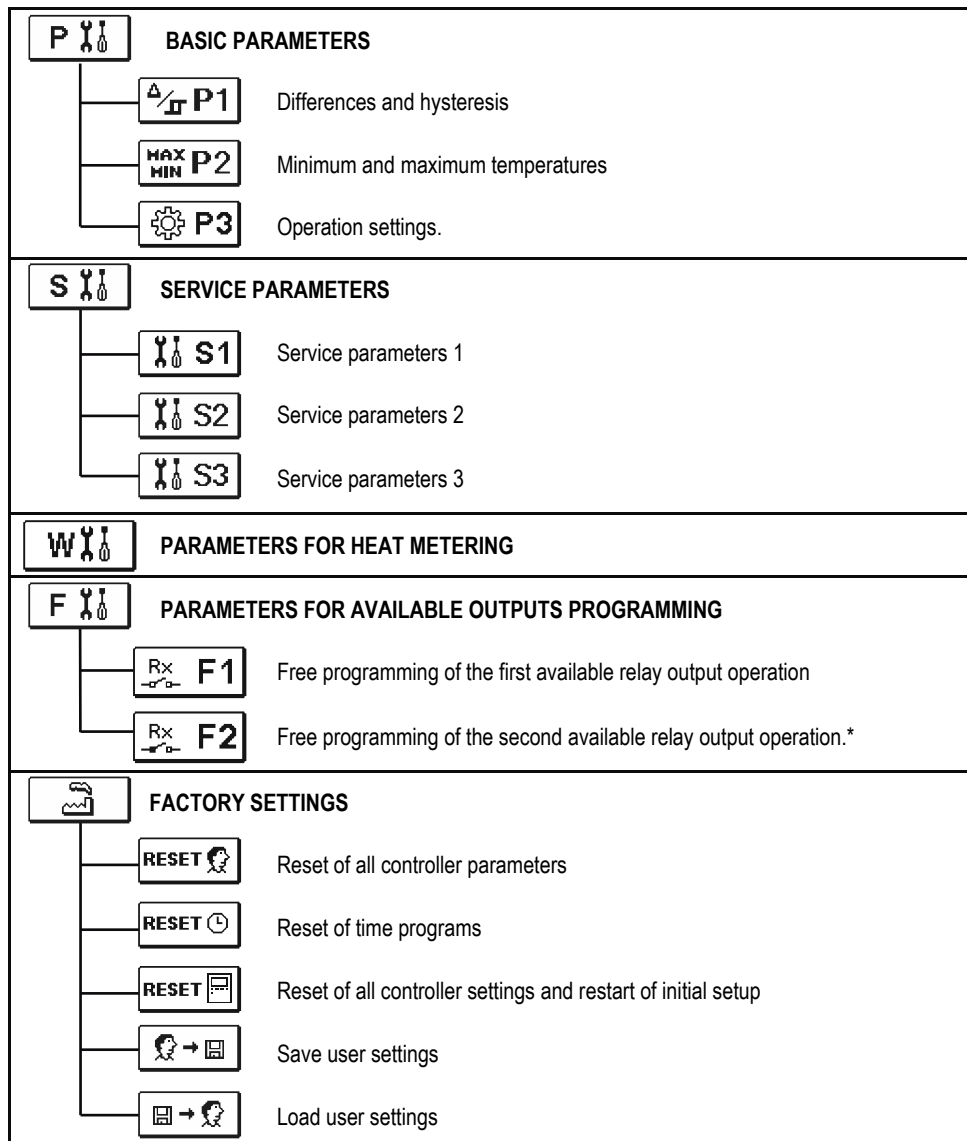 P BASIC PARAMETERS
P1 Differences and hysteresis
MAX MIN P2 Minimum and maximum temperatures
P3 Operation settings.
S SERVICE PARAMETERS
S1 Service parameters 1
S2 Service parameters 2
S3 Service parameters 3
W PARAMETERS FOR HEAT METERING
F PARAMETERS FOR AVAILABLE OUTPUTS PROGRAMMING
Rx F1 Free programming of the first available relay output operation
Rx F2 Free programming of the second available relay output operation.*
FACTORY SETTINGS
RESET Reset of all controller parameters
RESET Reset of time programs
RESET Reset of all controller settings and restart of initial setup
Save user settings
Load user settings